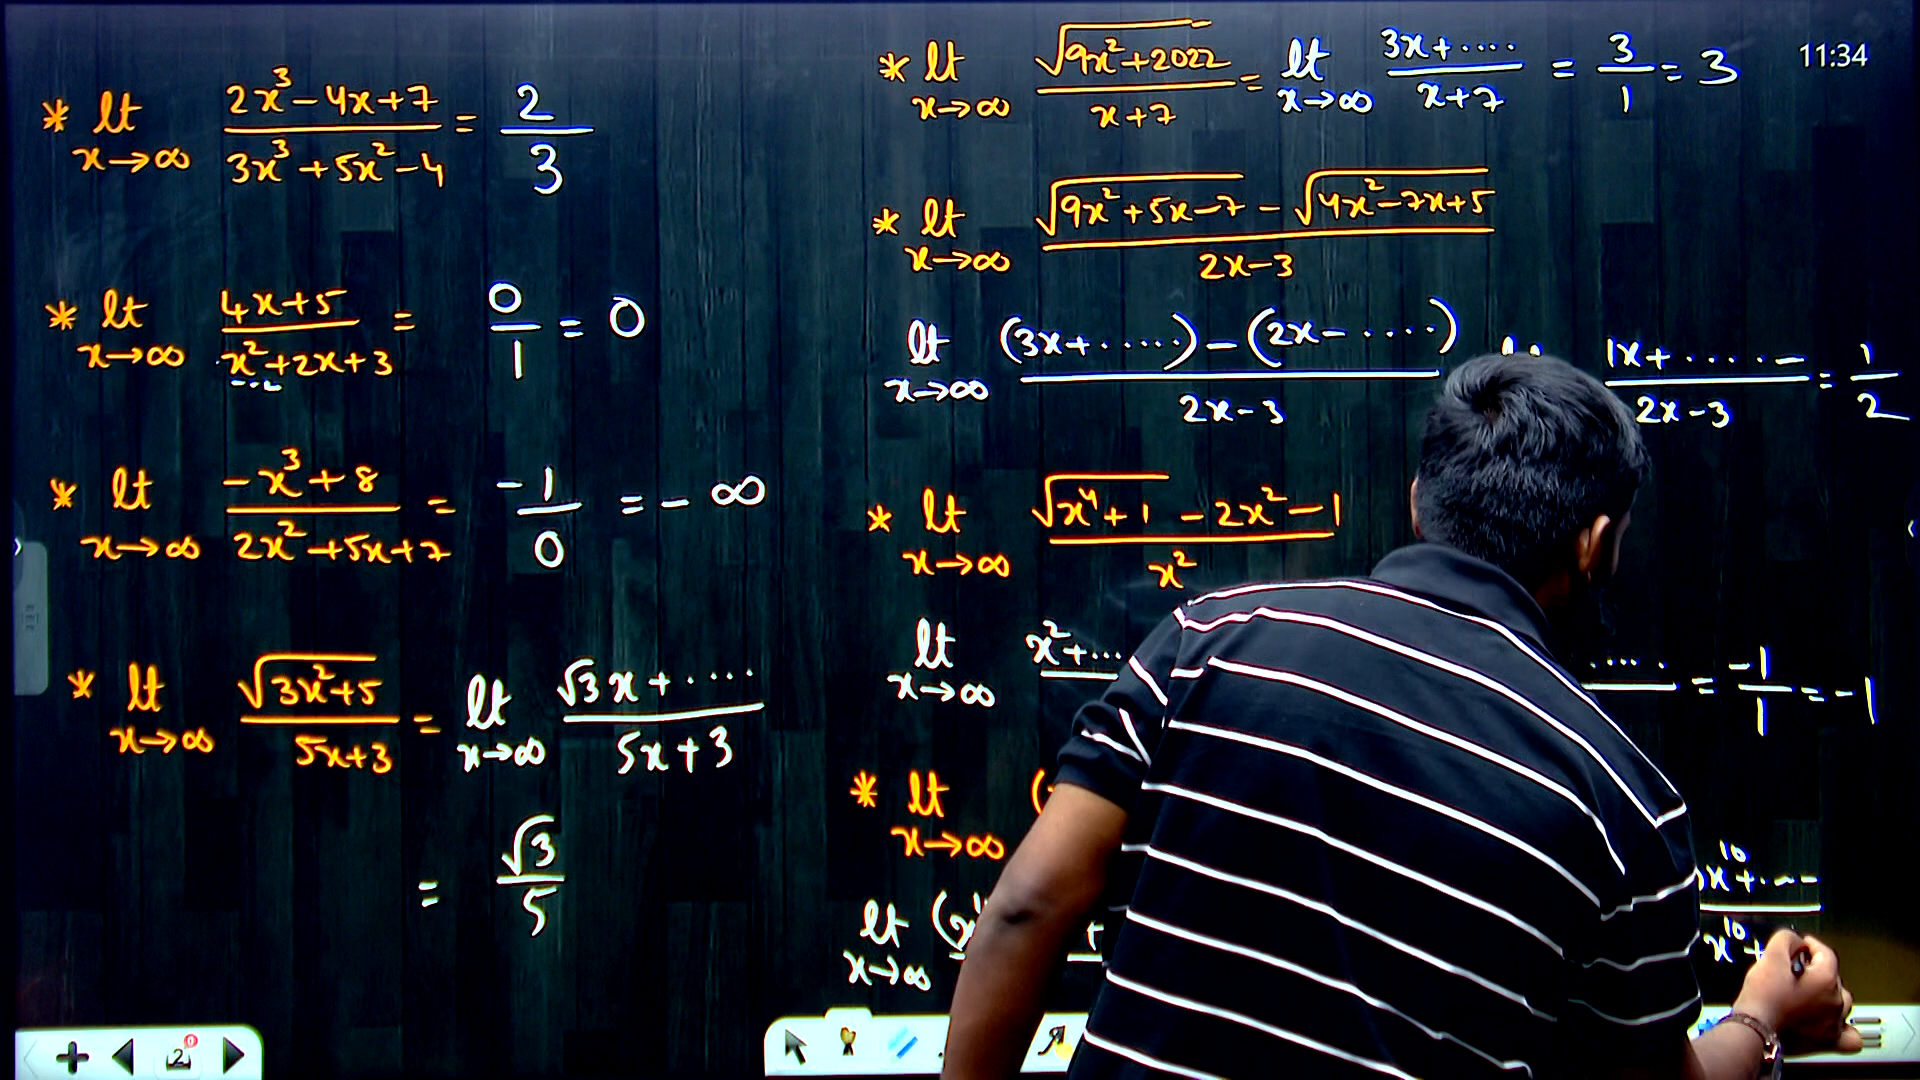 * lt x→∞ (2x³ – 4x + 7)/(3x³ + 5x² – 4) = 2/3
* lt x→∞ (4x + 5)/(x² + 2x + 3) = 0/1 = 0
* lt x→∞ (–x³ + 8)/(2x² + 5x + 7) = –1/0 = – ∞
* lt x→∞ √(3x² + 5)/(5x + 3) = lt x→∞ (√3 x + ....)/(5x + 3)
= √3/5
11:34
* lt x→∞ √(9x² + 2022)/(x + 7) = lt x→∞ (3x + ....)/(x + 7) = 3/1 = 3
* lt x→∞ (√(9x² + 5x – 7) – √(4x² – 7x + 5))/(2x – 3)
lt x→∞ ((3x + .....) – (2x – ....))/(2x – 3) (1x + ..... –)/(2x – 3) = 1/2
* lt x→∞ (√(x⁴ + 1) – 2x² – 1)/x²
lt x→∞ x² + ... .... = –1/1 = –1
* lt x→∞ (
lt x→∞ ( + x¹⁰ + .--/x¹⁰ +
2